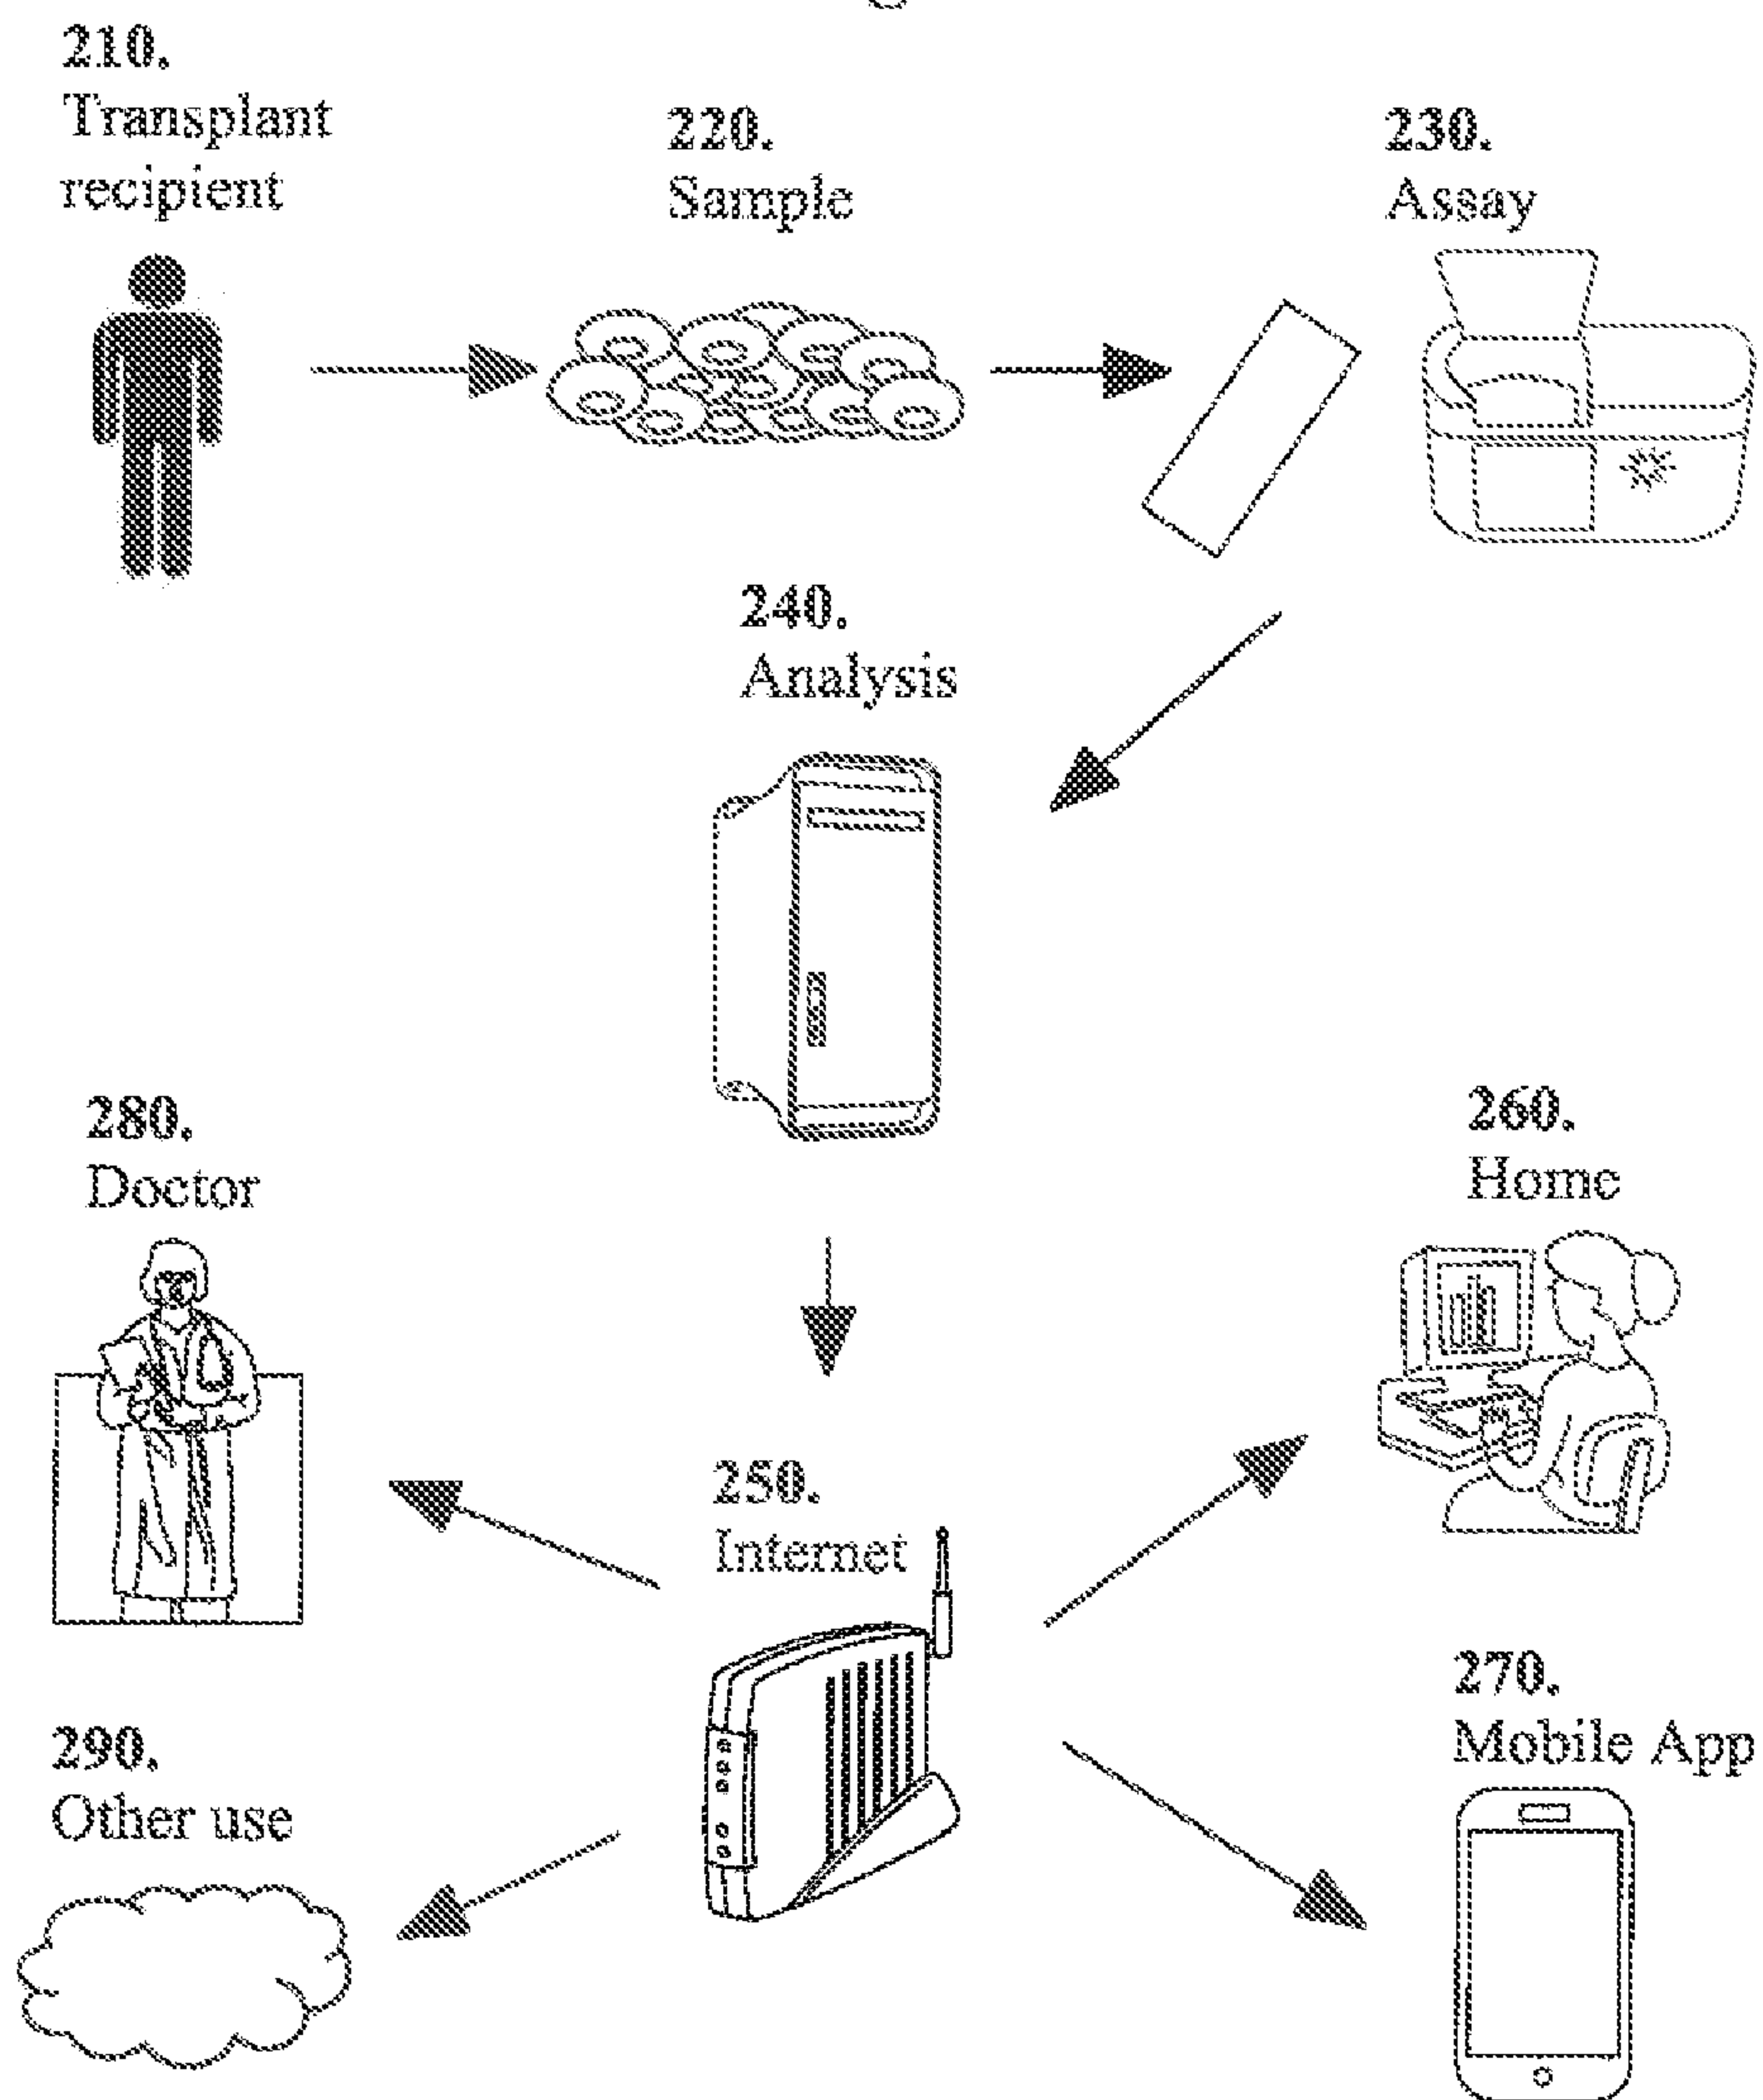 210.
Transplant
recipient
220.
Sample
230.
Assay
240.
Analysis
280.
Doctor
260.
Home
250.
Internet
270.
Mobile App
290.
Other use